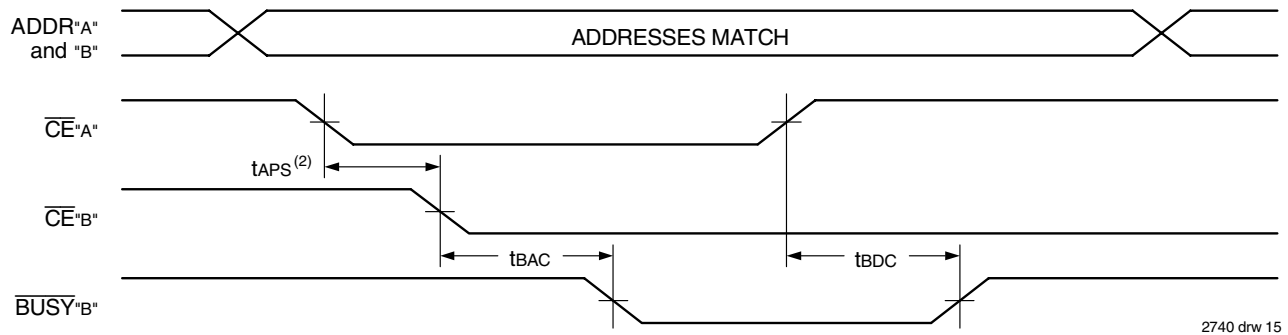 ADDR"A"
and "B"
ADDRESSES MATCH
CE"A"
tAPS(2)
CE"B"
tBAC
tBDC
BUSY"B"
2740 drw 15